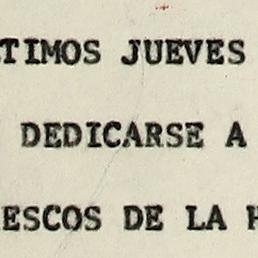 TIMOS JUEVES
DEDICARSE A
ESCOS DE LA H